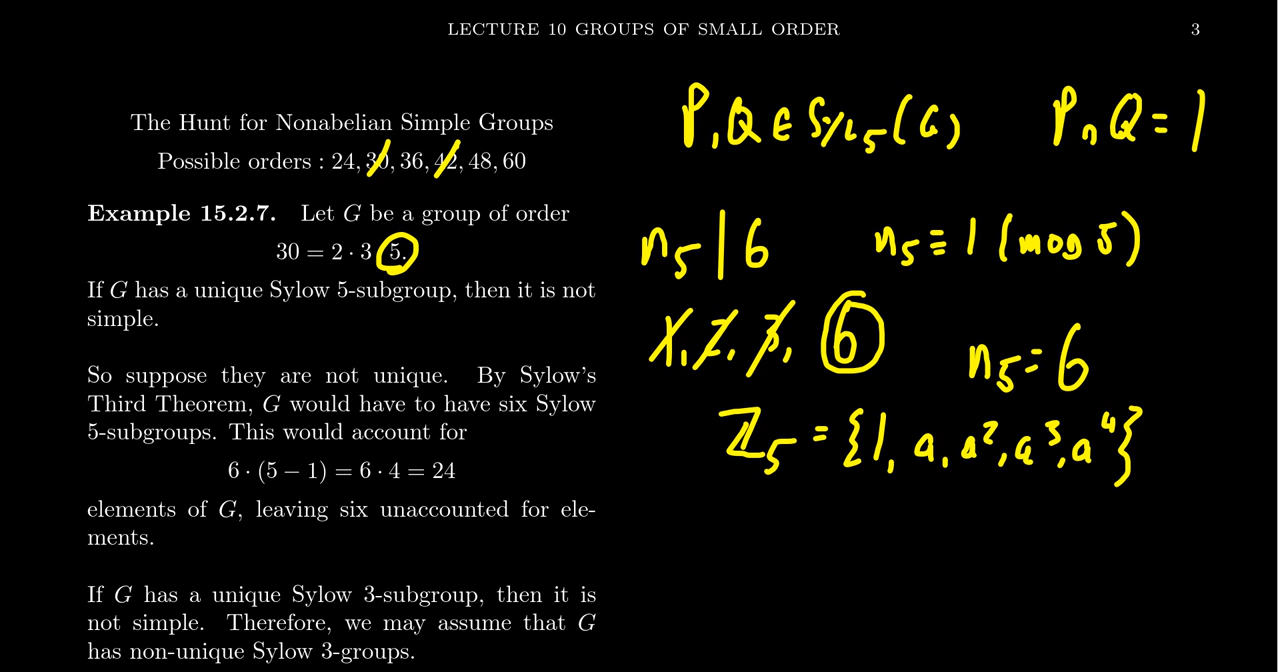 LECTURE 10 GROUPS OF SMALL ORDER 3
The Hunt for Nonabelian Simple Groups
Possible orders : 24, 30, 36, 42, 48, 60
Example 15.2.7. Let G be a group of order
30 = 2 · 3 · 5.
If G has a unique Sylow 5-subgroup, then it is not
simple.
So suppose they are not unique. By Sylow's
Third Theorem, G would have to have six Sylow
5-subgroups. This would account for
6 · (5 − 1) = 6 · 4 = 24
elements of G, leaving six unaccounted for ele-
ments.
If G has a unique Sylow 3-subgroup, then it is
not simple. Therefore, we may assume that G
has non-unique Sylow 3-groups.
P, Q ∈ Syl₅(G) P ∩ Q = 1
n₅ | 6 n₅ ≡ 1 (mod 5)
1, 2, 3, 6 n₅ = 6
ℤ₅ = {1, a, a², a³, a⁴}